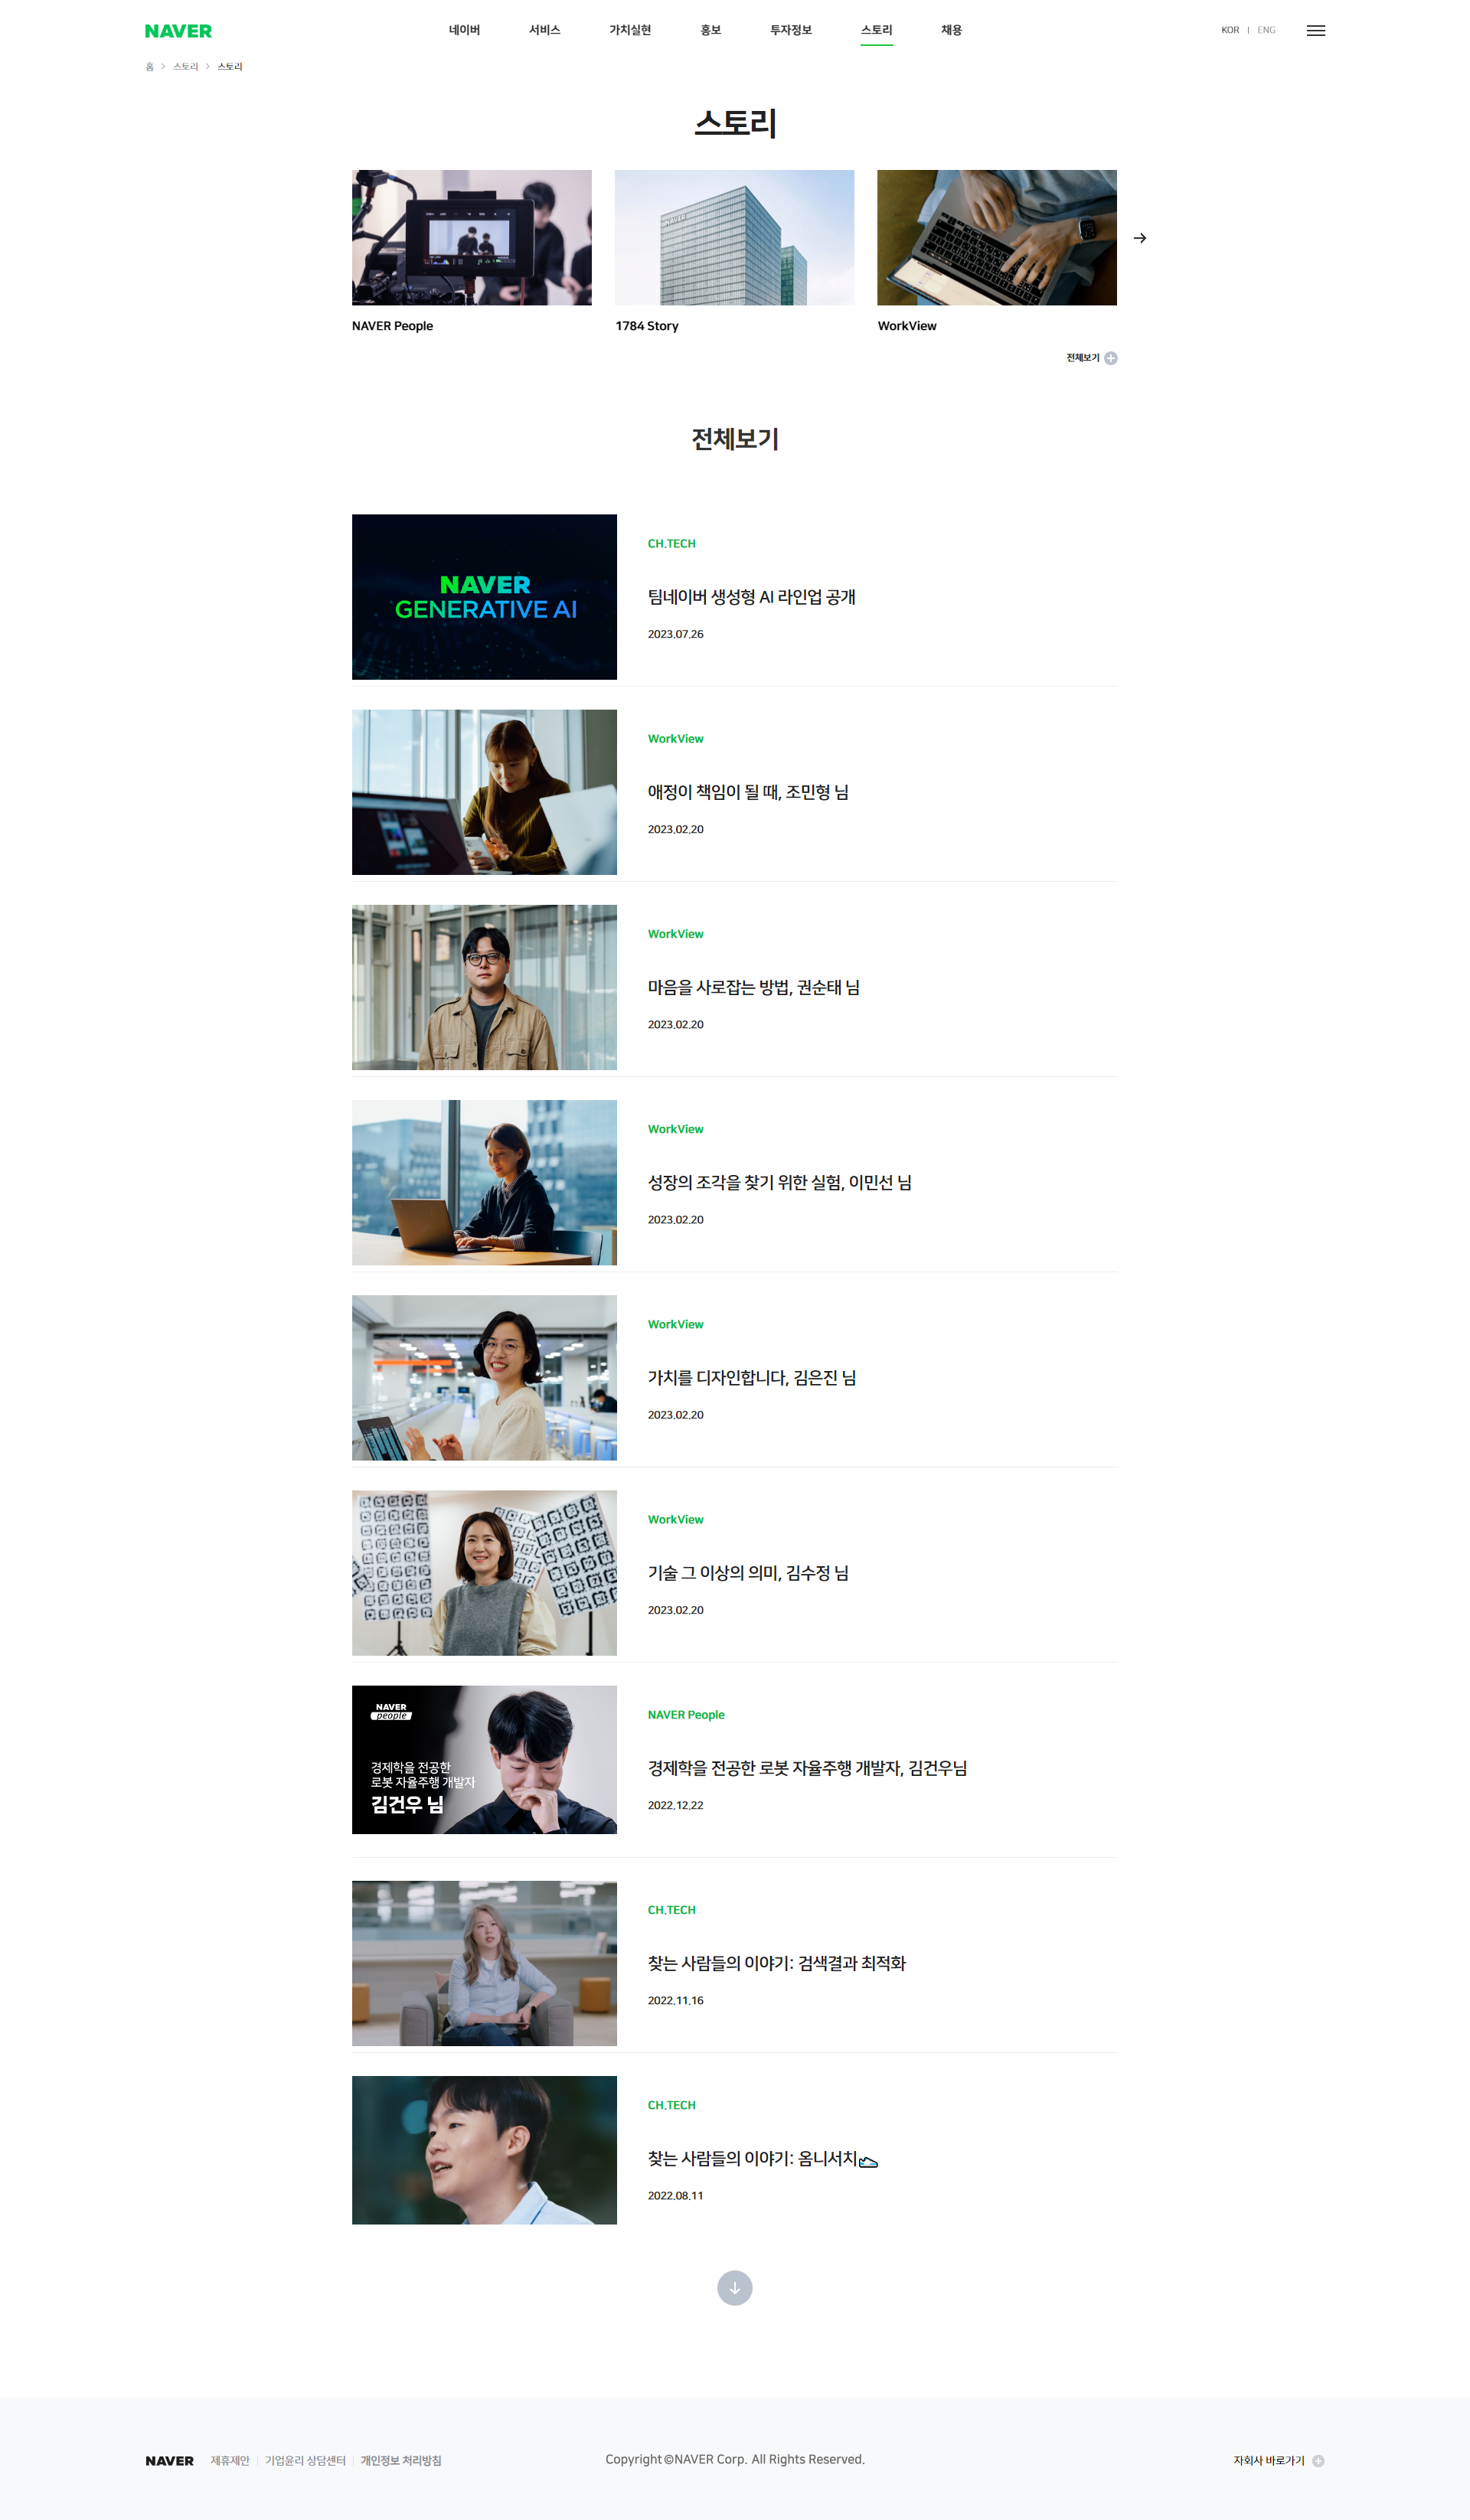 NAVER
네이버 서비스 가치실현 홍보 투자정보 스토리 채용
KOR | ENG
홈 > 스토리 > 스토리
스토리
NAVER
NAVER People
1784 Story
WorkView
전체보기
전체보기
NAVER
GENERATIVE AI
CH.TECH
팀네이버 생성형 AI 라인업 공개
2023.07.26
WorkView
애정이 책임이 될 때, 조민형 님
2023.02.20
WorkView
마음을 사로잡는 방법, 권순태 님
2023.02.20
WorkView
성장의 조각을 찾기 위한 실험, 이민선 님
2023.02.20
WorkView
가치를 디자인합니다, 김은진 님
2023.02.20
WorkView
기술 그 이상의 의미, 김수정 님
2023.02.20
NAVER
people
경제학을 전공한
로봇 자율주행 개발자
김건우 님
NAVER People
경제학을 전공한 로봇 자율주행 개발자, 김건우님
2022.12.22
CH.TECH
찾는 사람들의 이야기: 검색결과 최적화
2022.11.16
CH.TECH
찾는 사람들의 이야기: 옴니서치
2022.08.11
NAVER 제휴제안 | 기업윤리 상담센터 | 개인정보 처리방침
Copyright ©NAVER Corp. All Rights Reserved.
자회사 바로가기